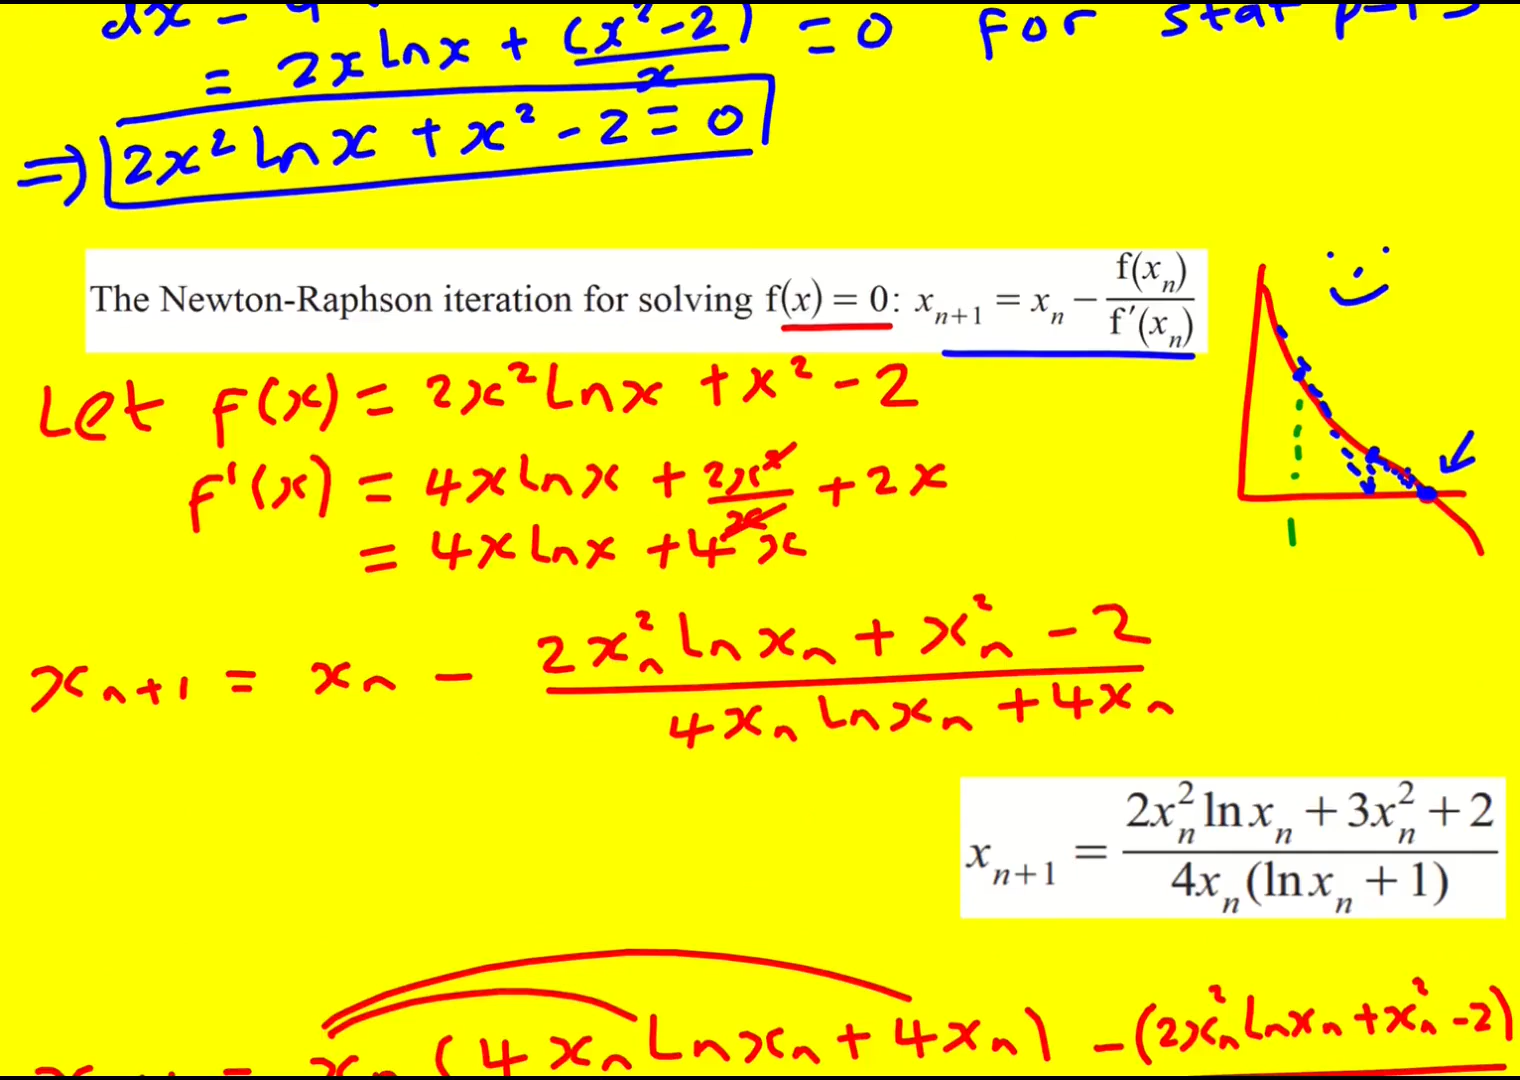 = 2x ln x + (x² - 2)/x = 0 for stat
⇒ 2x² ln x + x² - 2 = 0
The Newton-Raphson iteration for solving f(x) = 0: xₙ₊₁ = xₙ − f(xₙ)/f′(xₙ)
Let f(x) = 2x² ln x + x² - 2
f'(x) = 4x ln x + 2x²/x + 2x
= 4x ln x + 4x
1
xₙ₊₁ = xₙ - (2xₙ² ln xₙ + xₙ² - 2)/(4xₙ ln xₙ + 4xₙ)
xₙ₊₁ = (2xₙ² ln xₙ + 3xₙ² + 2)/(4xₙ(ln xₙ + 1))
= xₙ (4xₙ ln xₙ + 4xₙ) - (2xₙ² ln xₙ + xₙ² - 2)